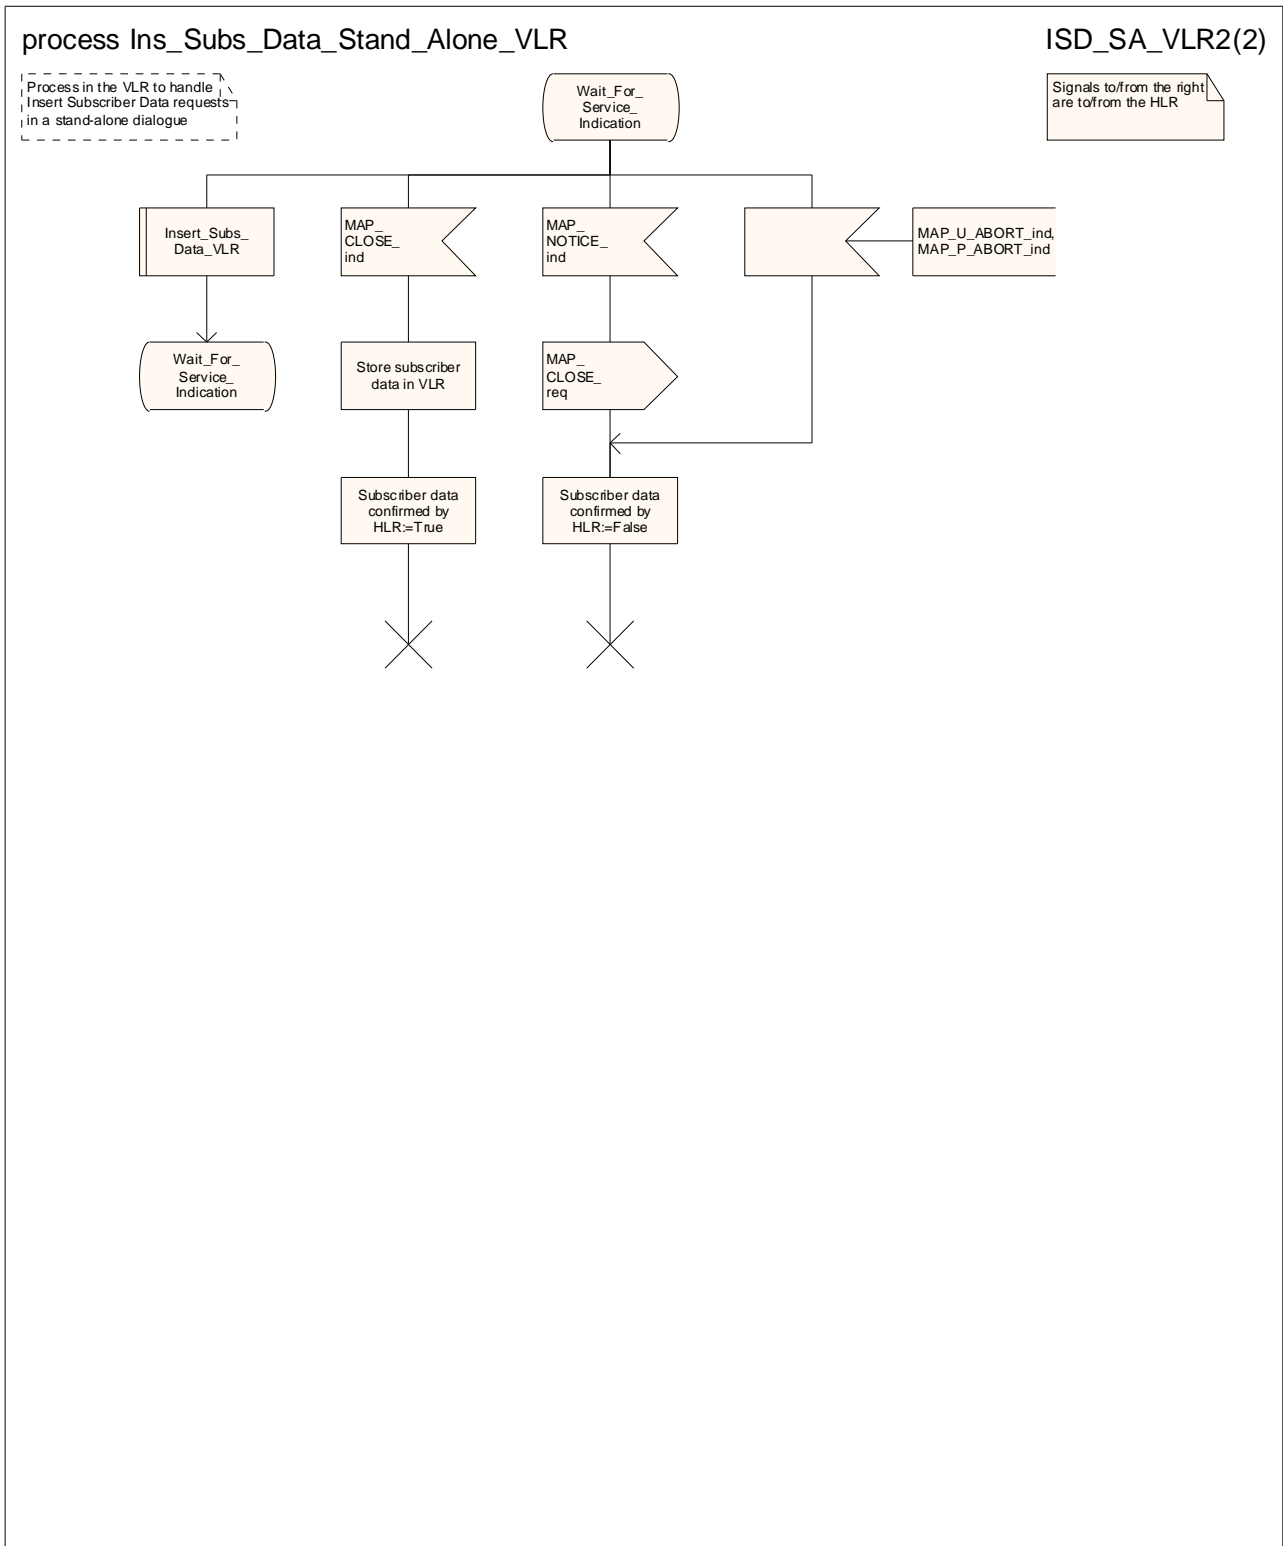 process Ins_Subs_Data_Stand_Alone_VLR
ISD_SA_VLR2(2)
Process in the VLR to handle
Insert Subscriber Data requests
in a stand-alone dialogue
Wait_For_
Service_
Indication
Signals to/from the right
are to/from the HLR
Insert_Subs_
Data_VLR
MAP_
CLOSE_
ind
MAP_
NOTICE_
ind
MAP_U_ABORT_ind,
MAP_P_ABORT_ind
Wait_For_
Service_
Indication
Store subscriber
data in VLR
MAP_
CLOSE_
req
Subscriber data
confirmed by
HLR:=True
Subscriber data
confirmed by
HLR:=False